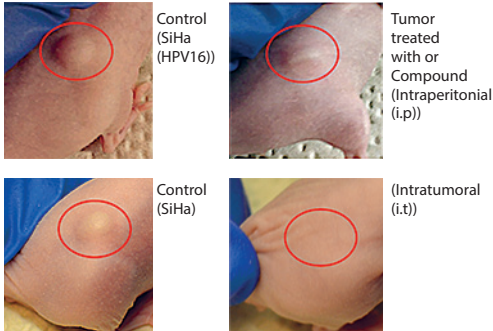 Control
(SiHa
(HPV16))
Tumor
treated
with or
Compound
(Intraperitonial
(i.p))
Control
(SiHa)
(Intratumoral
(i.t))